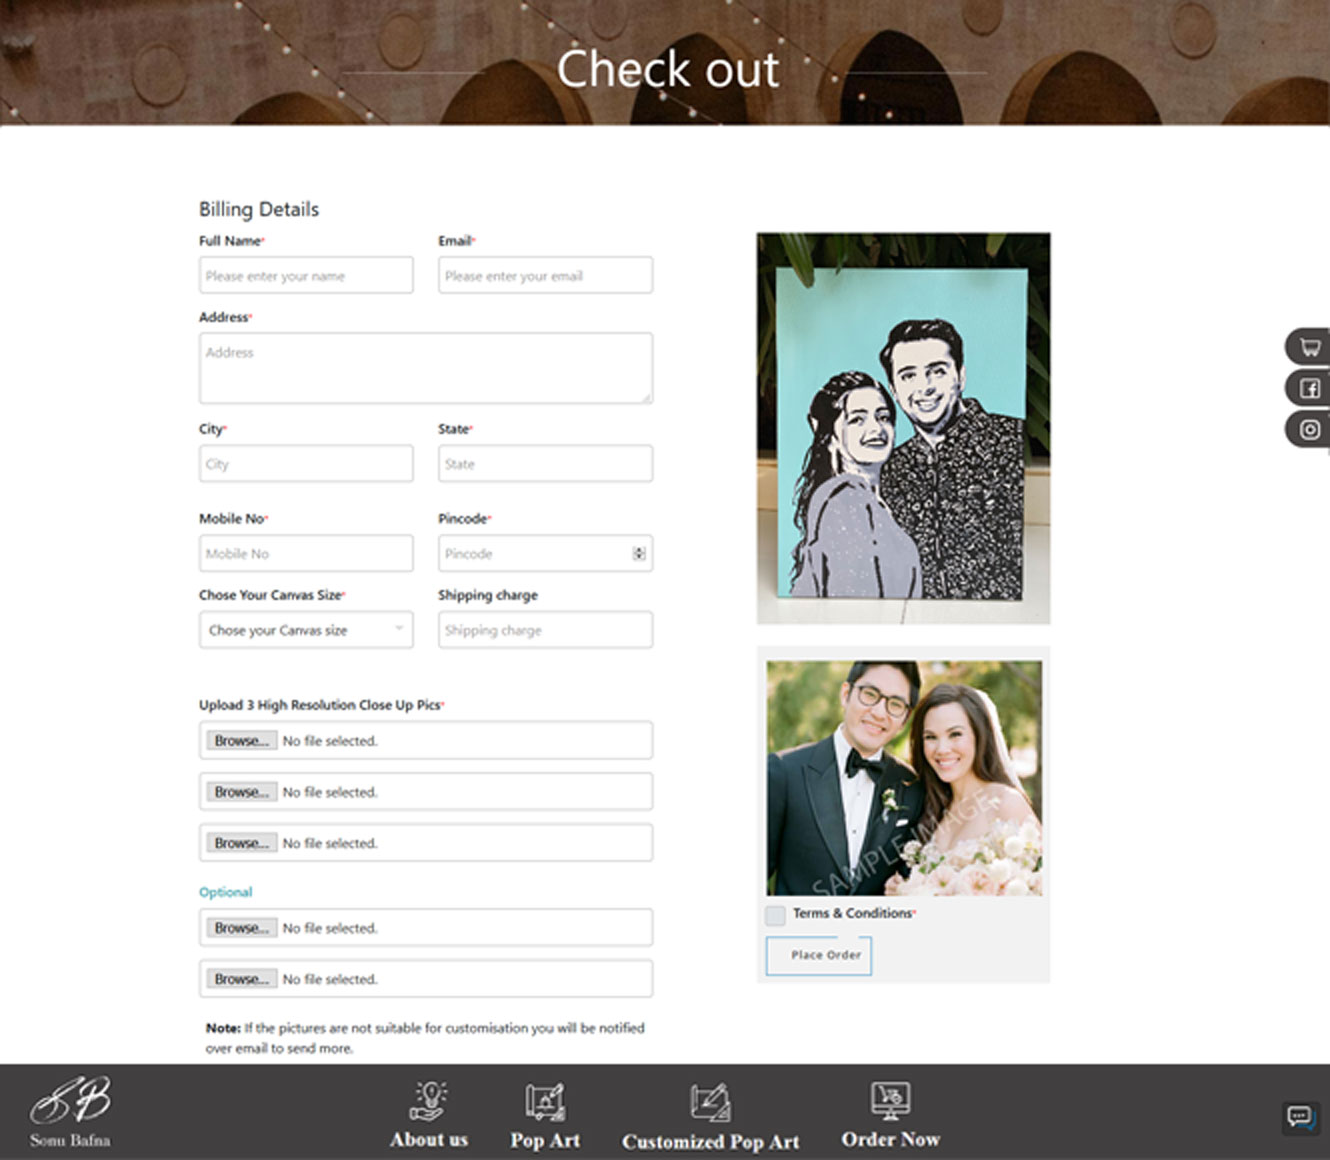 Check out
Billing Details
Full Name*
Email*
Please enter your name
Please enter your email
Address*
Address
City*
State*
City
State
Mobile No*
Pincode*
Mobile No
Pincode
Chose Your Canvas Size*
Shipping charge
Chose your Canvas size
Shipping charge
Upload 3 High Resolution Close Up Pics*
Browse... No file selected.
Browse... No file selected.
Browse... No file selected.
Optional
Browse... No file selected.
Browse... No file selected.
Note: If the pictures are not suitable for customisation you will be notified
over email to send more.
SAMPLE IMAGE
Terms & Conditions*
Place Order
SB
Sonu Bafna
About us
Pop Art
Customized Pop Art
Order Now